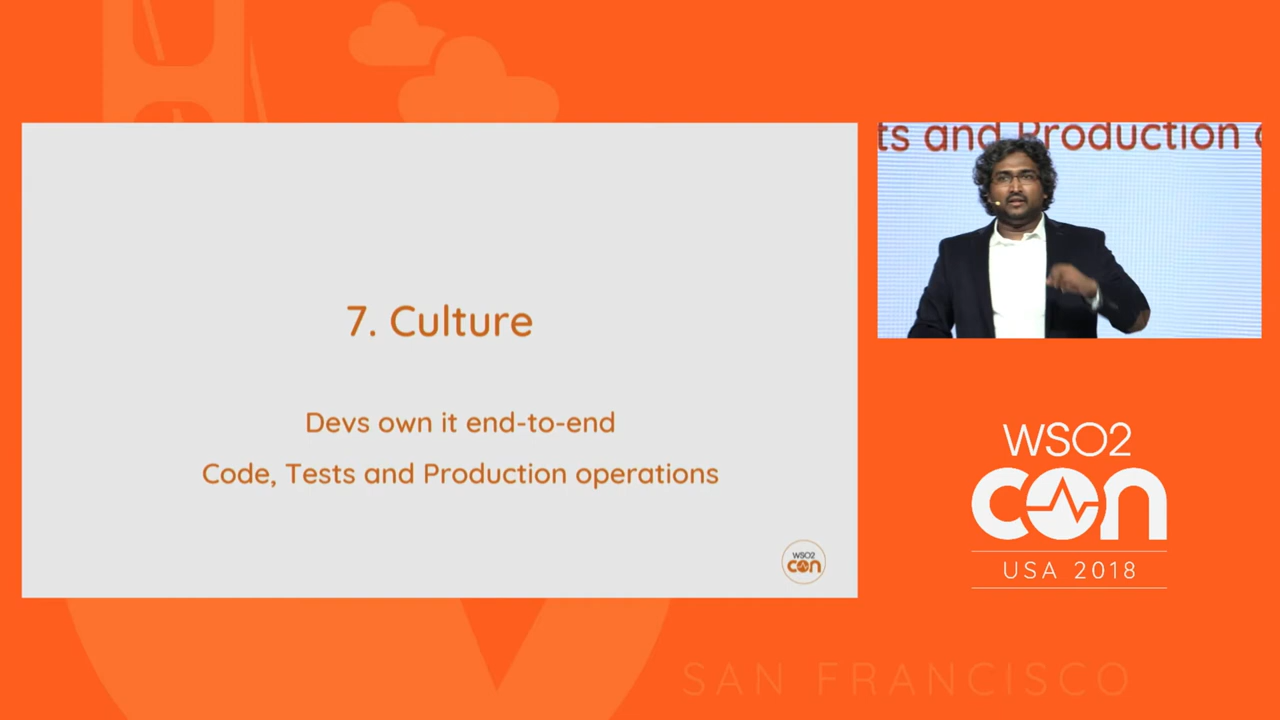 7. Culture
Devs own it end-to-end
Code, Tests and Production operations
WSO2
con
ts and Production
WSO2
con
USA 2018
SAN FRANCISCO